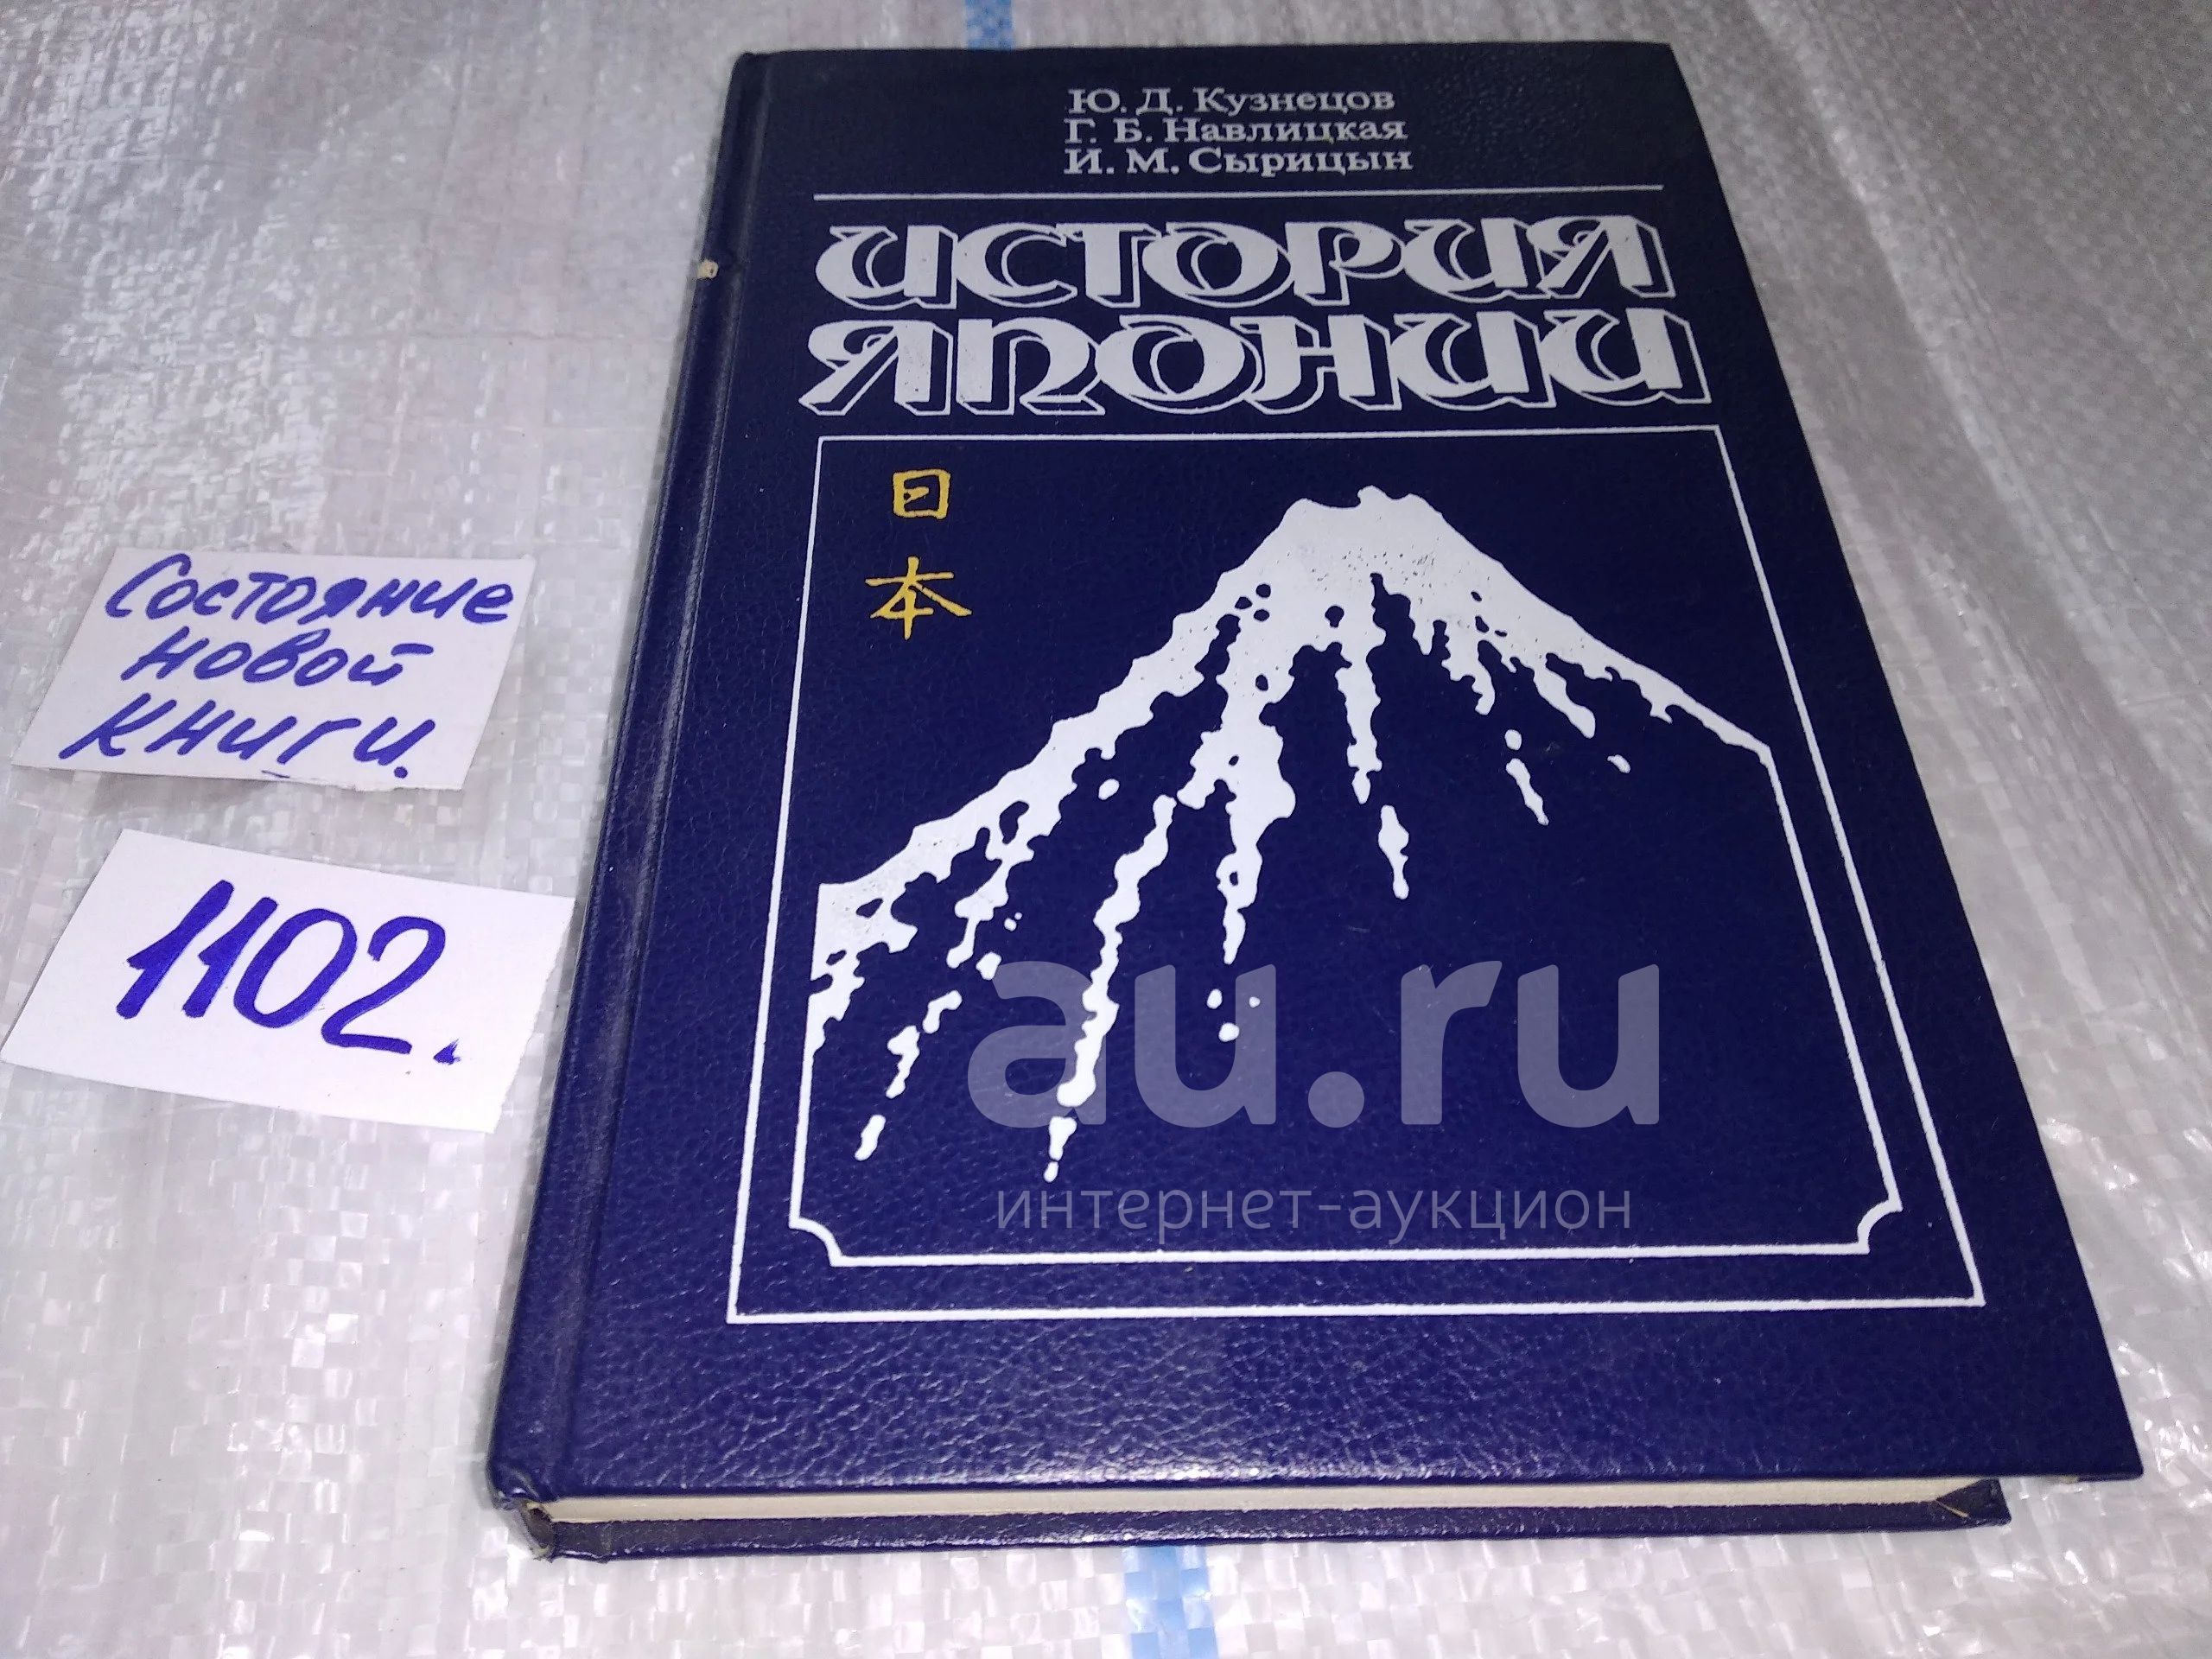 Ю. Д. Кузнецов
Г. Б. Навлицкая
И. М. Сырицын
ИСТОРИЯ
ЯПОНИИ
日
本
Состояние
новой
книги.
1102.
au.ru
интернет-аукцион